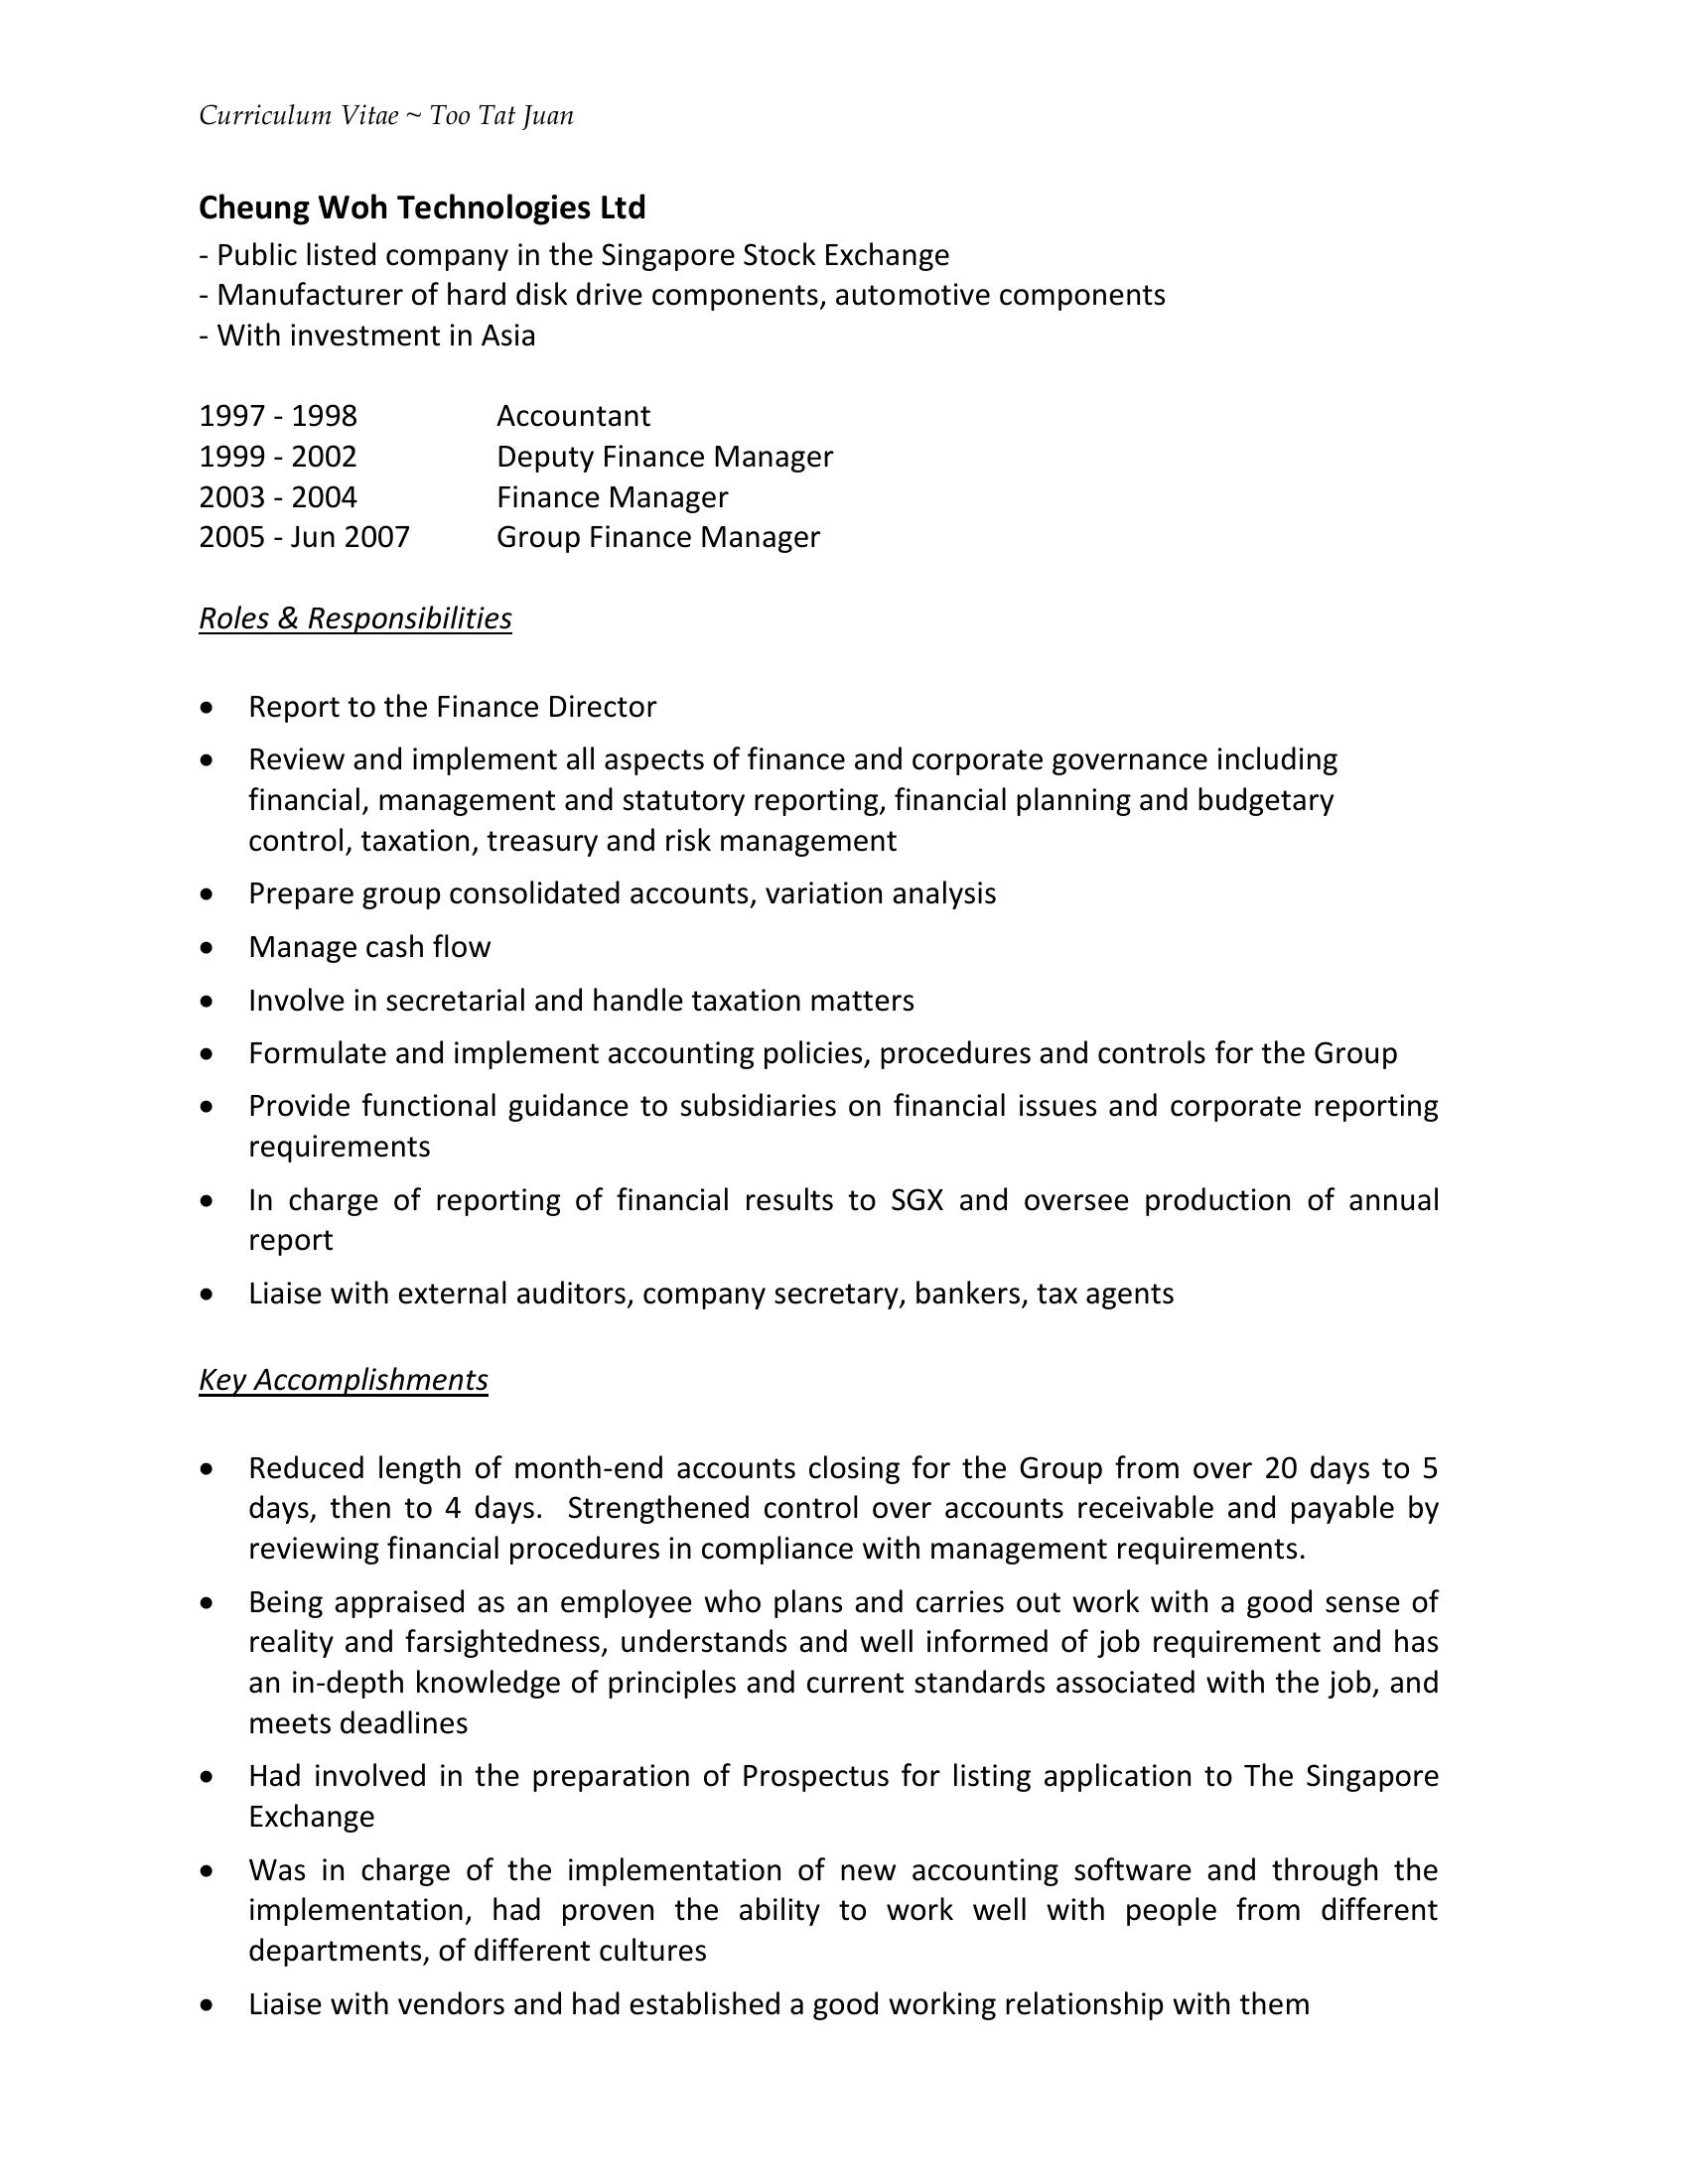 Curriculum Vitae ~ Too Tat Juan
Cheung Woh Technologies Ltd
- Public listed company in the Singapore Stock Exchange
- Manufacturer of hard disk drive components, automotive components
- With investment in Asia
1997 - 1998 Accountant
1999 - 2002 Deputy Finance Manager
2003 - 2004 Finance Manager
2005 - Jun 2007 Group Finance Manager
Roles & Responsibilities
• Report to the Finance Director
• Review and implement all aspects of finance and corporate governance including
financial, management and statutory reporting, financial planning and budgetary
control, taxation, treasury and risk management
• Prepare group consolidated accounts, variation analysis
• Manage cash flow
• Involve in secretarial and handle taxation matters
• Formulate and implement accounting policies, procedures and controls for the Group
• Provide functional guidance to subsidiaries on financial issues and corporate reporting
requirements
• In charge of reporting of financial results to SGX and oversee production of annual
report
• Liaise with external auditors, company secretary, bankers, tax agents
Key Accomplishments
• Reduced length of month-end accounts closing for the Group from over 20 days to 5
days, then to 4 days. Strengthened control over accounts receivable and payable by
reviewing financial procedures in compliance with management requirements.
• Being appraised as an employee who plans and carries out work with a good sense of
reality and farsightedness, understands and well informed of job requirement and has
an in-depth knowledge of principles and current standards associated with the job, and
meets deadlines
• Had involved in the preparation of Prospectus for listing application to The Singapore
Exchange
• Was in charge of the implementation of new accounting software and through the
implementation, had proven the ability to work well with people from different
departments, of different cultures
• Liaise with vendors and had established a good working relationship with them